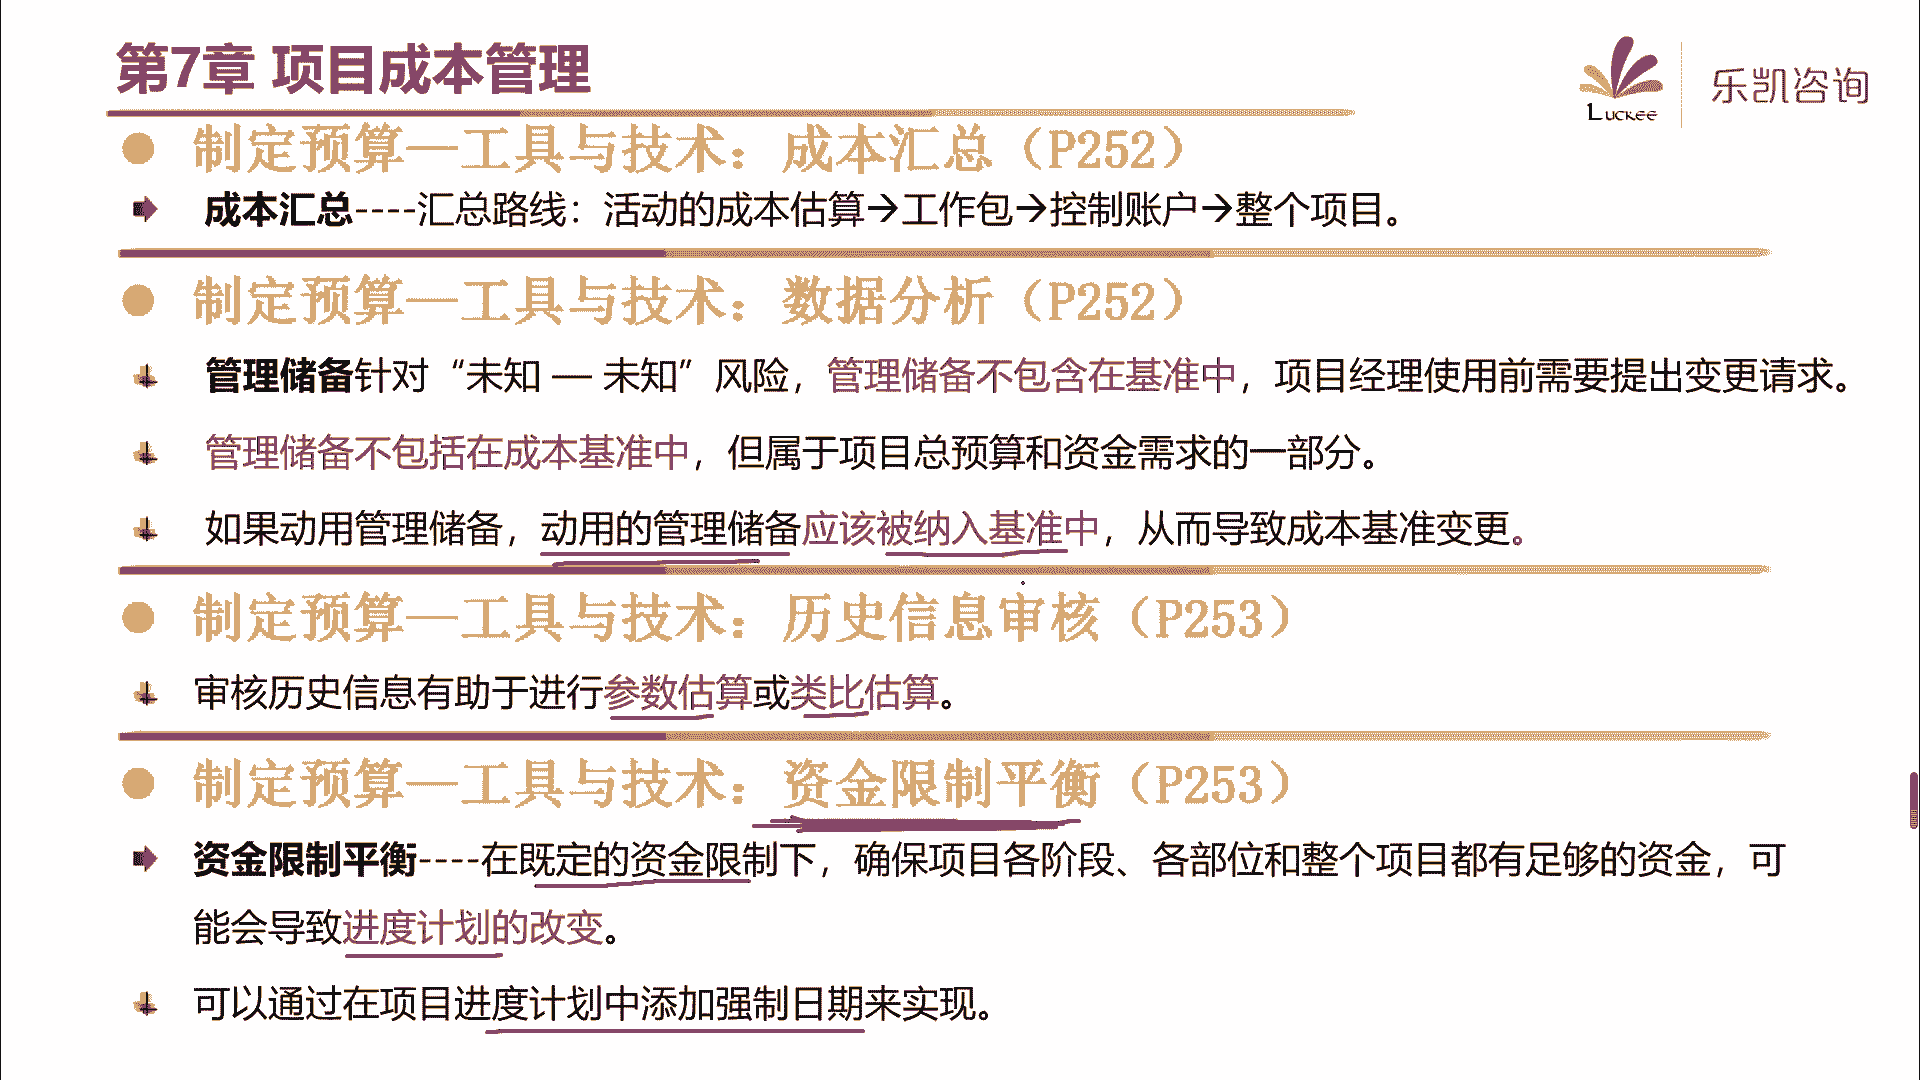 第7章 项目成本管理
Luckee 乐凯咨询
制定预算—工具与技术：成本汇总（P252）
成本汇总----汇总路线：活动的成本估算→工作包→控制账户→整个项目。
制定预算—工具与技术：数据分析（P252）
管理储备针对“未知 — 未知”风险，管理储备不包含在基准中，项目经理使用前需要提出变更请求。
管理储备不包括在成本基准中，但属于项目总预算和资金需求的一部分。
如果动用管理储备，动用的管理储备应该被纳入基准中，从而导致成本基准变更。
制定预算—工具与技术：历史信息审核（P253）
审核历史信息有助于进行参数估算或类比估算。
制定预算—工具与技术：资金限制平衡（P253）
资金限制平衡----在既定的资金限制下，确保项目各阶段、各部位和整个项目都有足够的资金，可
能会导致进度计划的改变。
可以通过在项目进度计划中添加强制日期来实现。